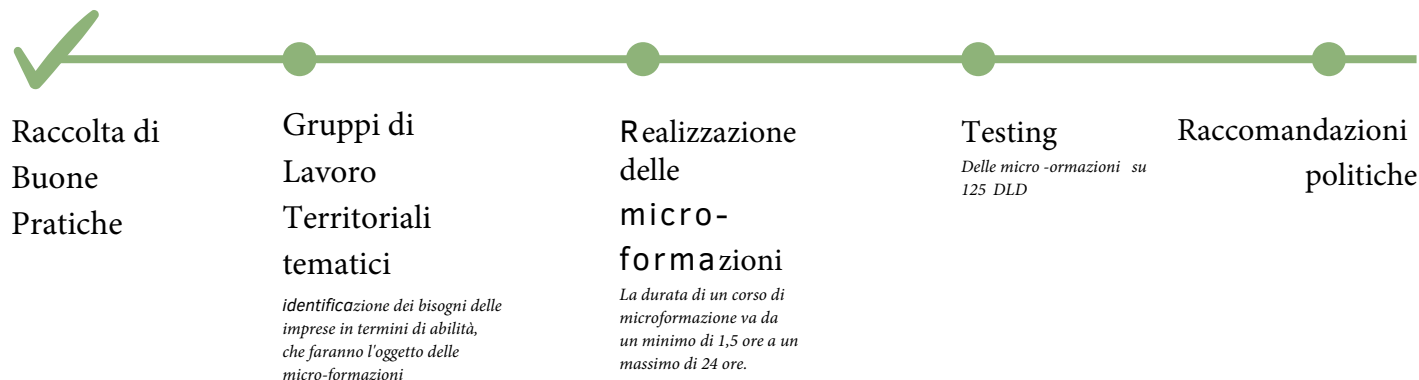 Raccolta di
Buone
Pratiche
Gruppi di
Lavoro
Territoriali
tematici
identificazione dei bisogni delle
imprese in termini di abilità,
che faranno l'oggetto delle
micro-formazioni
Realizzazione
delle
micro-
formazioni
La durata di un corso di
microformazione va da
un minimo di 1,5 ore a un
massimo di 24 ore.
Testing
Delle micro -ormazioni su
125 DLD
Raccomandazioni
politiche